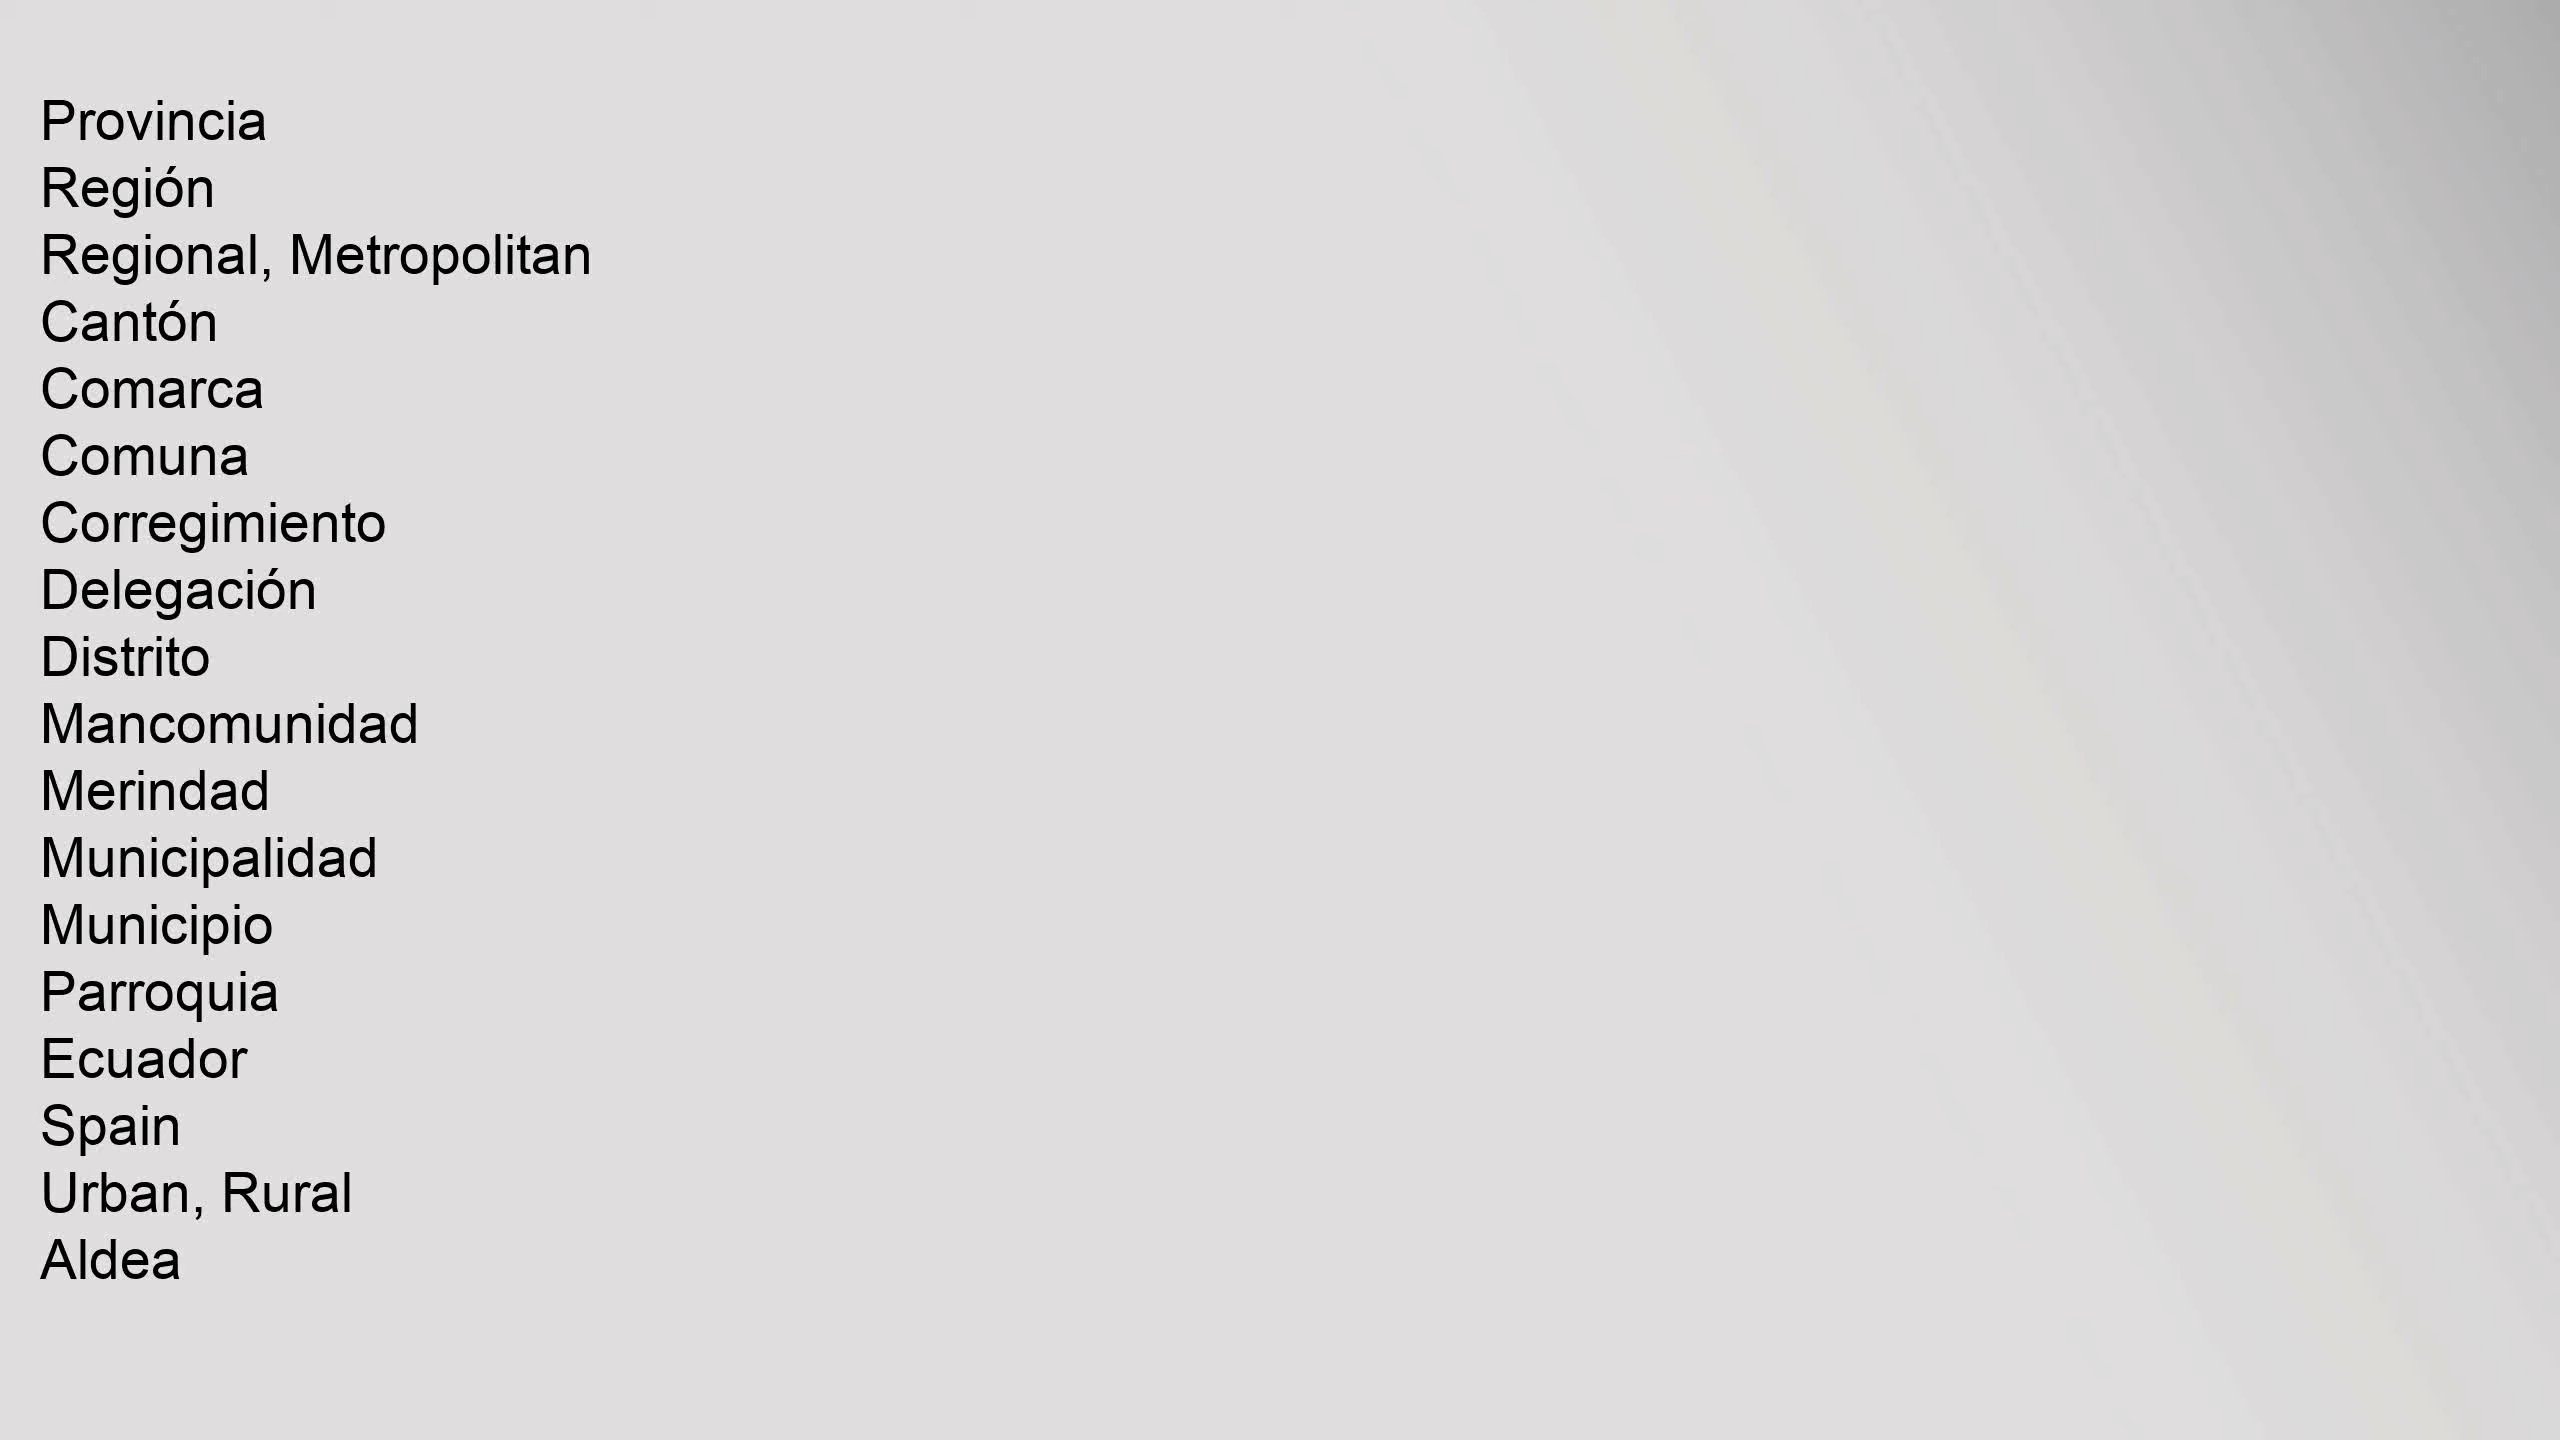 Provincia
Región
Regional, Metropolitan
Cantón
Comarca
Comuna
Corregimiento
Delegación
Distrito
Mancomunidad
Merindad
Municipalidad
Municipio
Parroquia
Ecuador
Spain
Urban, Rural
Aldea